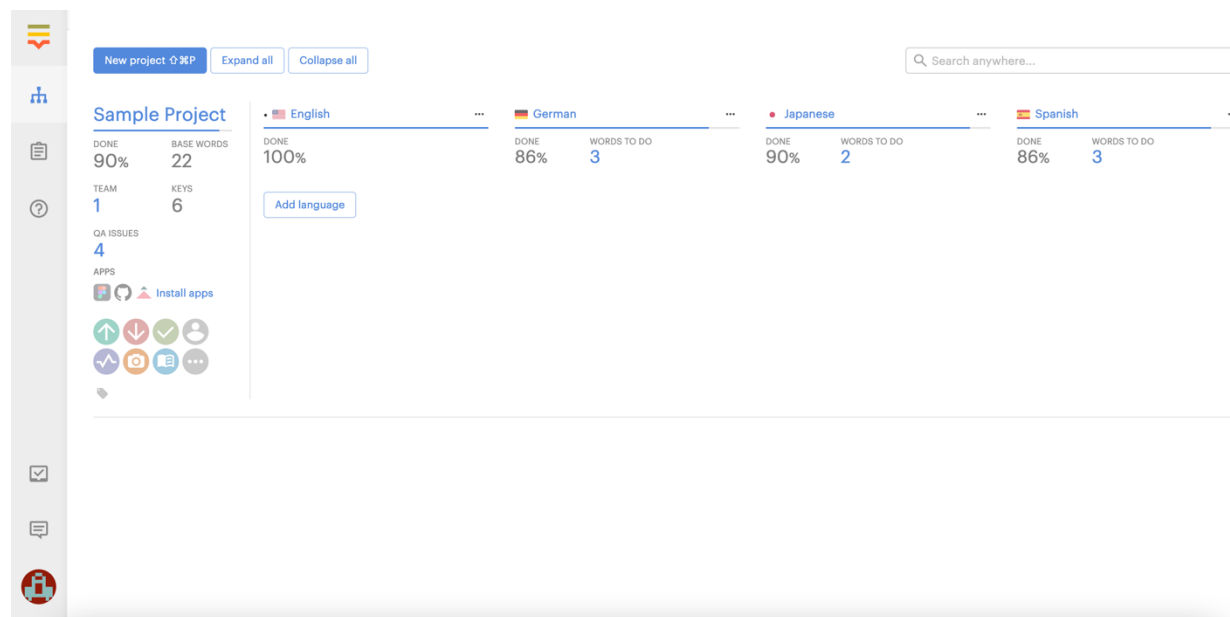 New project ⇧⌘P
Expand all
Collapse all
Search anywhere...
Sample Project
DONE
90%
BASE WORDS
22
TEAM
1
KEYS
6
QA ISSUES
4
APPS
Install apps
English
...
DONE
100%
Add language
German
...
DONE
86%
WORDS TO DO
3
Japanese
...
DONE
90%
WORDS TO DO
2
Spanish
DONE
86%
WORDS TO DO
3